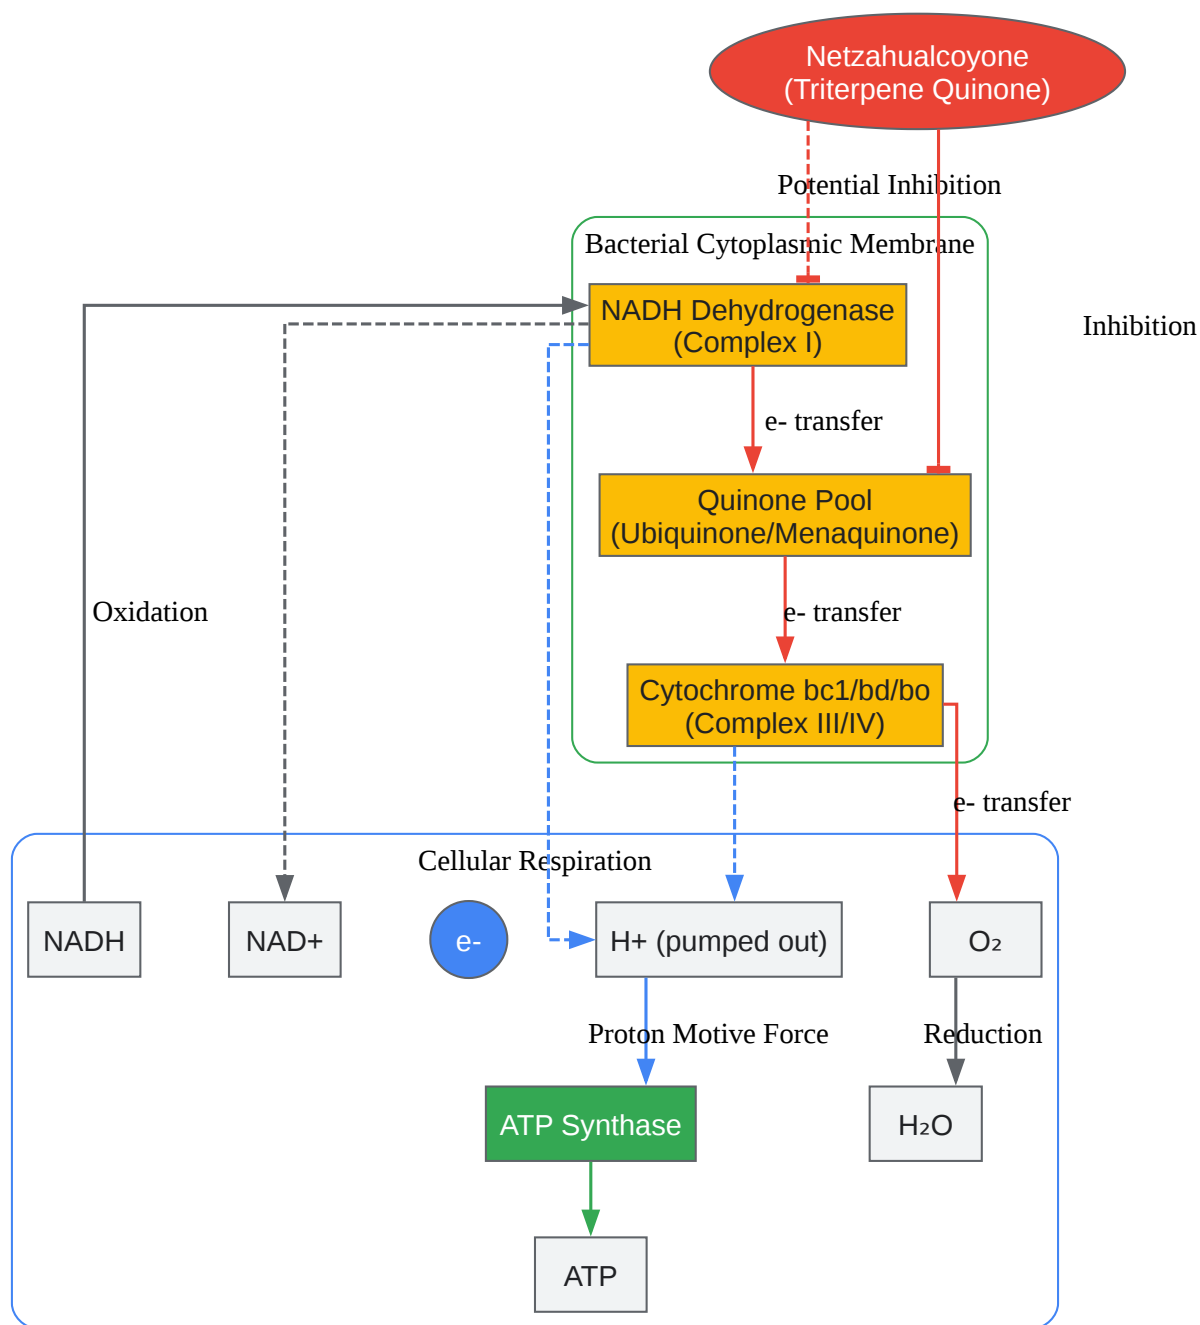 Netzahualcoyone
(Triterpene Quinone)
Potential Inhibition
Bacterial Cytoplasmic Membrane
NADH Dehydrogenase
(Complex I)
Inhibition
e- transfer
Quinone Pool
(Ubiquinone/Menaquinone)
Oxidation
e- transfer
Cytochrome bc1/bd/bo
(Complex III/IV)
e- transfer
Cellular Respiration
NADH
NAD+
e-
H+ (pumped out)
O₂
Proton Motive Force
Reduction
ATP Synthase
H₂O
ATP